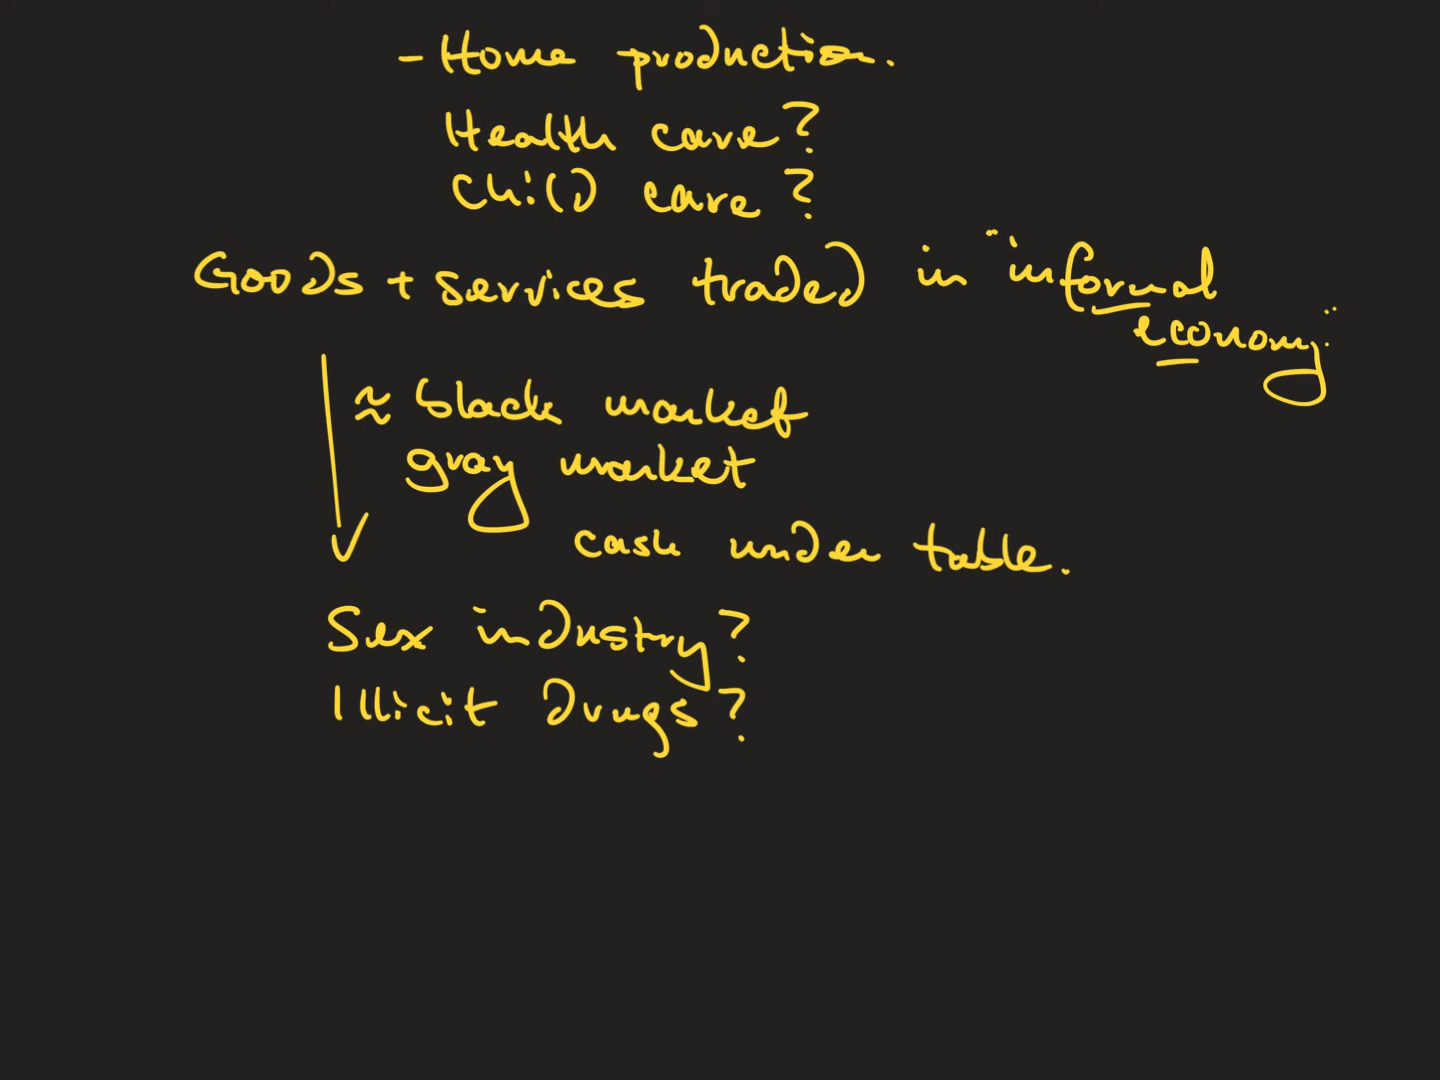 - Home production.
Health care?
Child care?
Goods + services traded in "informal
economy"
≈ black market
gray market
cash under table.
Sex industry?
Illicit drugs?